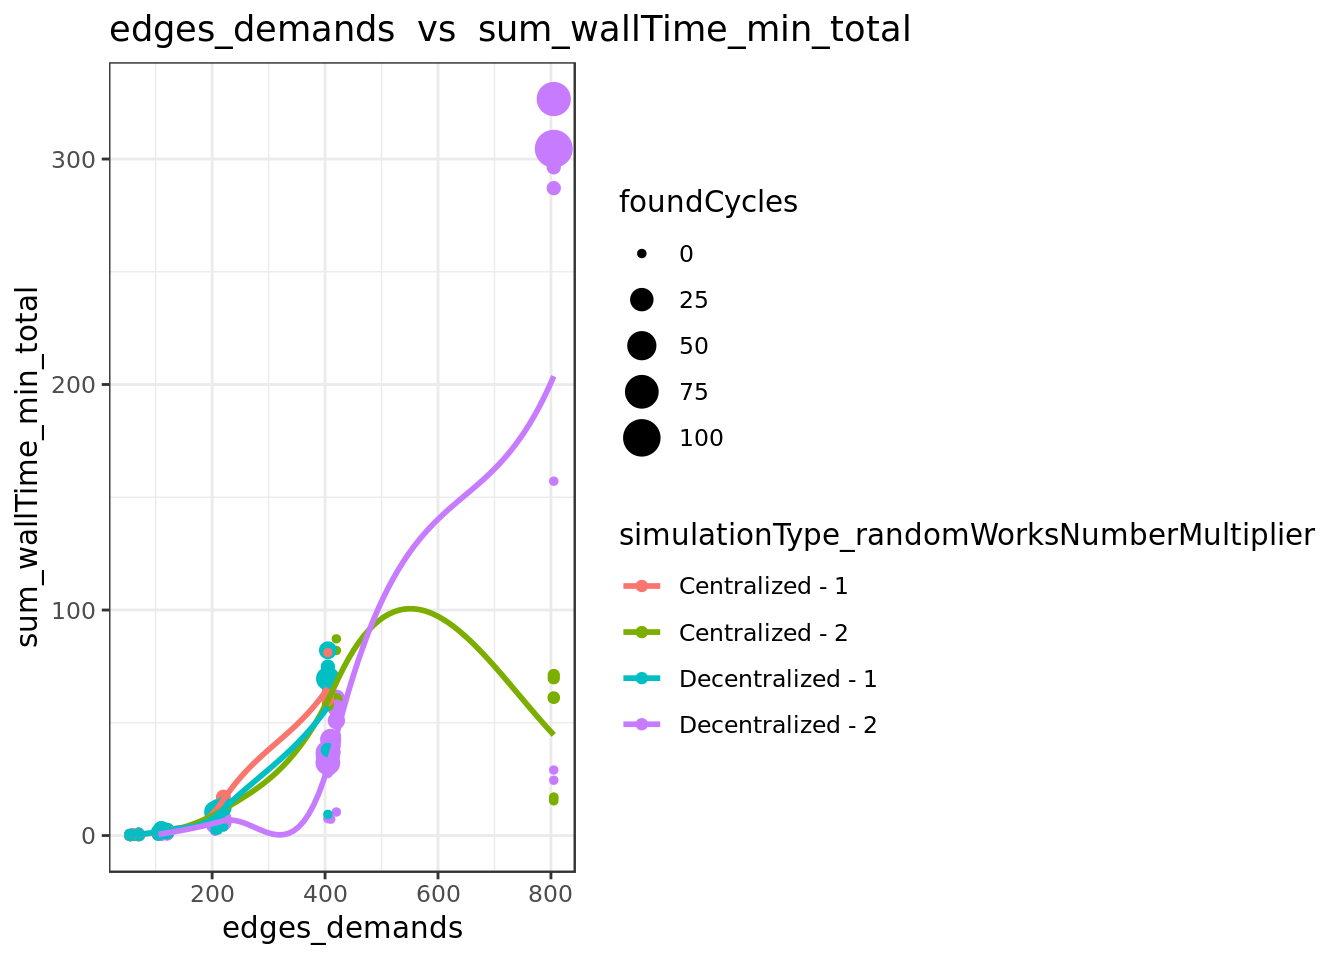 edges_demands  vs  sum_wallTime_min_total
sum_wallTime_min_total
300
200
100
0
200
400
600
800
edges_demands
foundCycles
0
25
50
75
100
simulationType_randomWorksNumberMultiplier
Centralized - 1
Centralized - 2
Decentralized - 1
Decentralized - 2